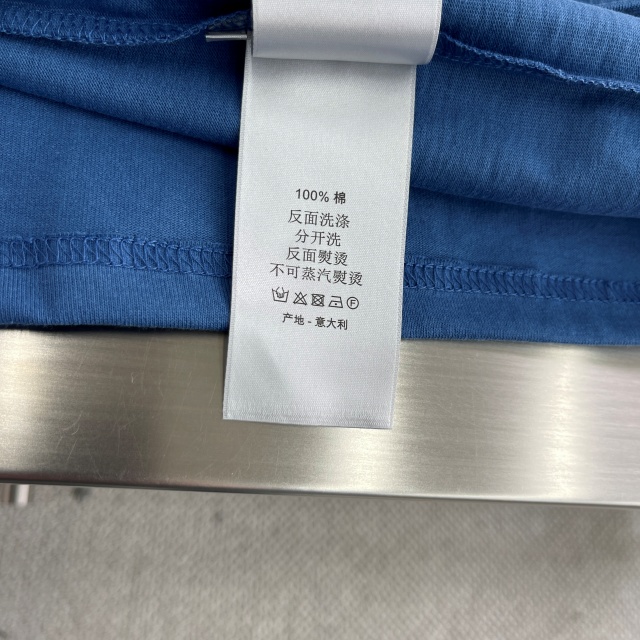 100% 棉
反面洗涤
分开洗
反面熨烫
不可蒸汽熨烫
产地 - 意大利